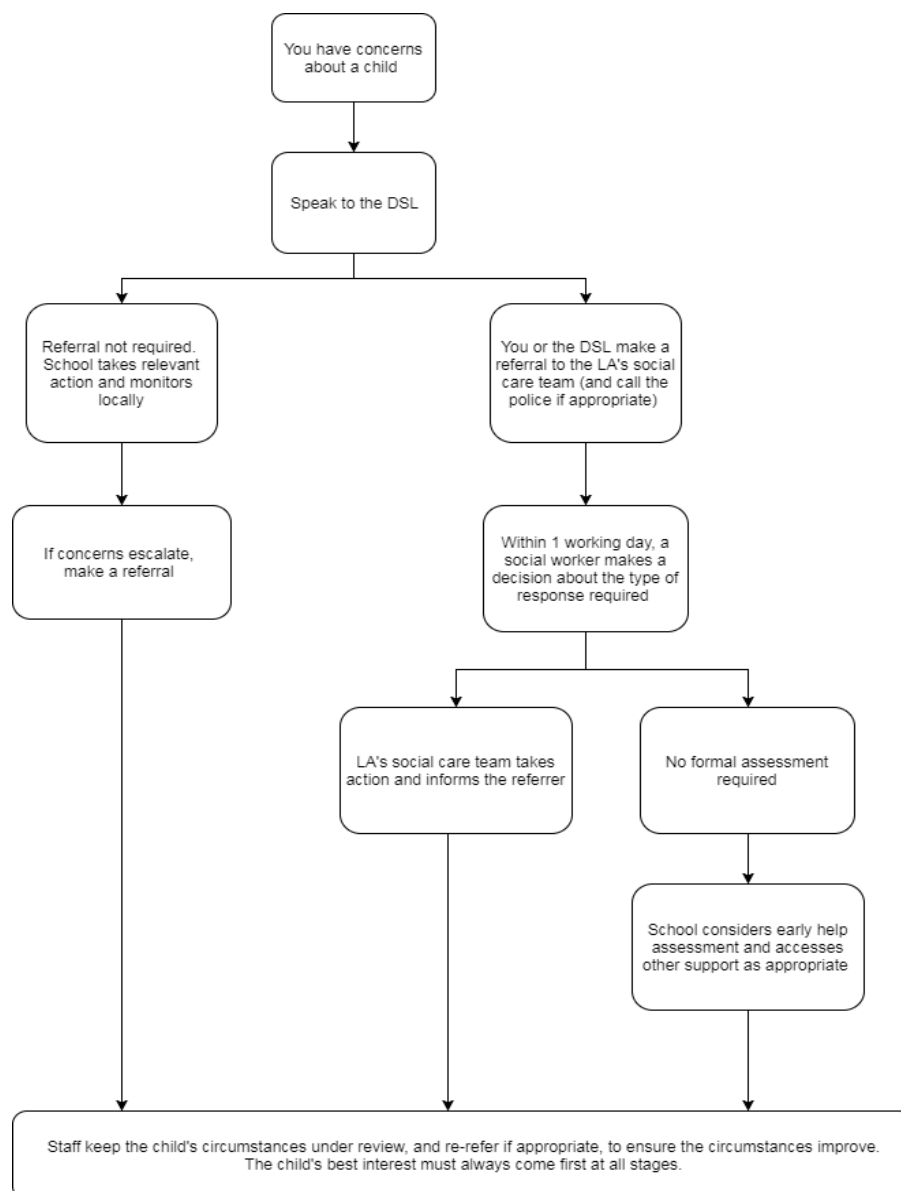 You have concerns
about a child
Speak to the DSL
Referral not required.
School takes relevant
action and monitors
locally
You or the DSL make a
referral to the LA's social
care team (and call the
police if appropriate)
If concerns escalate,
make a referral
Within 1 working day, a
social worker makes a
decision about the type of
response required
LA's social care team takes
action and informs the referrer
No formal assessment
required
School considers early help
assessment and accesses
other support as appropriate
Staff keep the child's circumstances under review, and re-refer if appropriate, to ensure the circumstances improve.
The child's best interest must always come first at all stages.